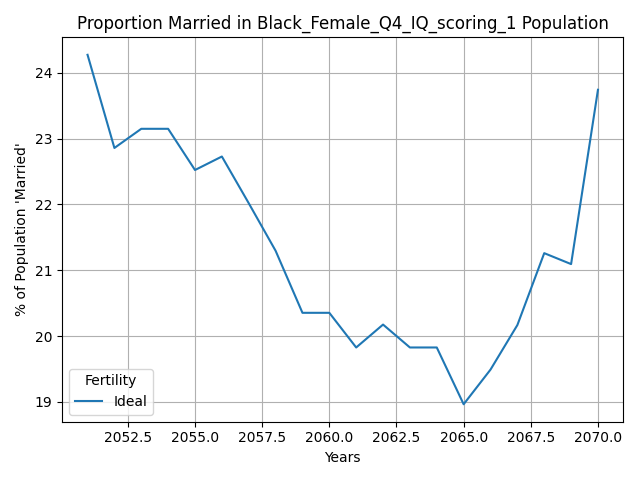 Proportion Married in Black_Female_Q4_IQ_scoring_1 Population
% of Population 'Married'
24
23
22
21
20
19
Fertility
Ideal
2052.5 2055.0 2057.5 2060.0 2062.5 2065.0 2067.5 2070.0
Years